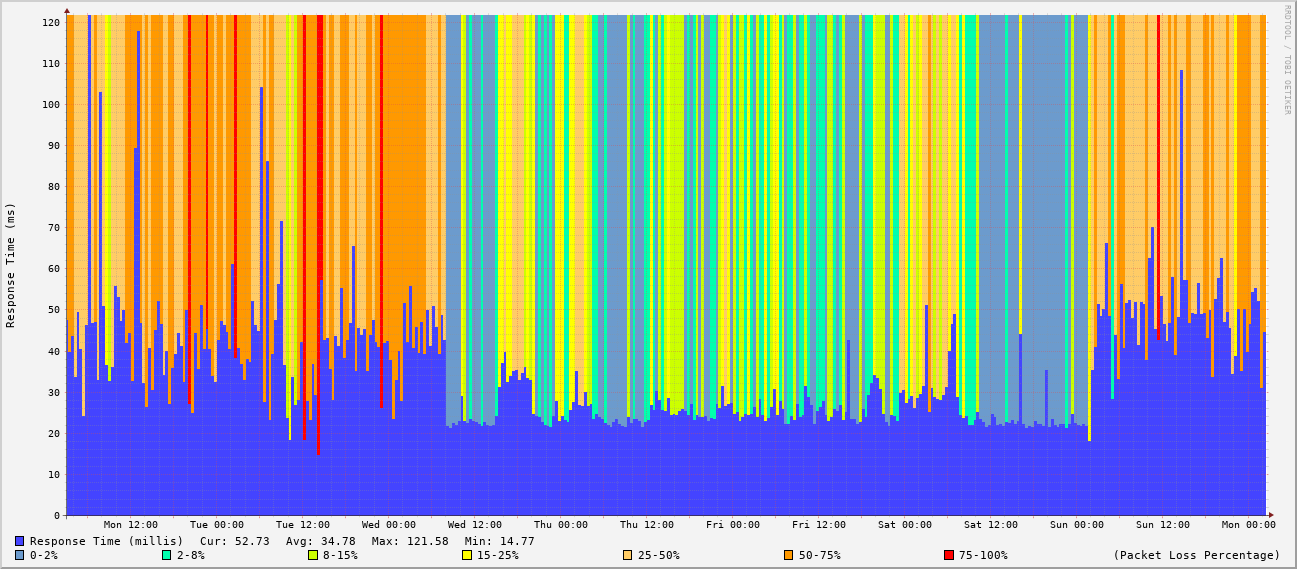 RRDTOOL / TOBI OETIKER
Response Time (ms)
120
110
100
90
80
70
60
50
40
30
20
10
0
Mon 12:00 Tue 00:00 Tue 12:00 Wed 00:00 Wed 12:00 Thu 00:00 Thu 12:00 Fri 00:00 Fri 12:00 Sat 00:00 Sat 12:00 Sun 00:00 Sun 12:00 Mon 00:00
Response Time (millis) Cur: 52.73 Avg: 34.78 Max: 121.58 Min: 14.77
0-2% 2-8% 8-15% 15-25% 25-50% 50-75% 75-100% (Packet Loss Percentage)